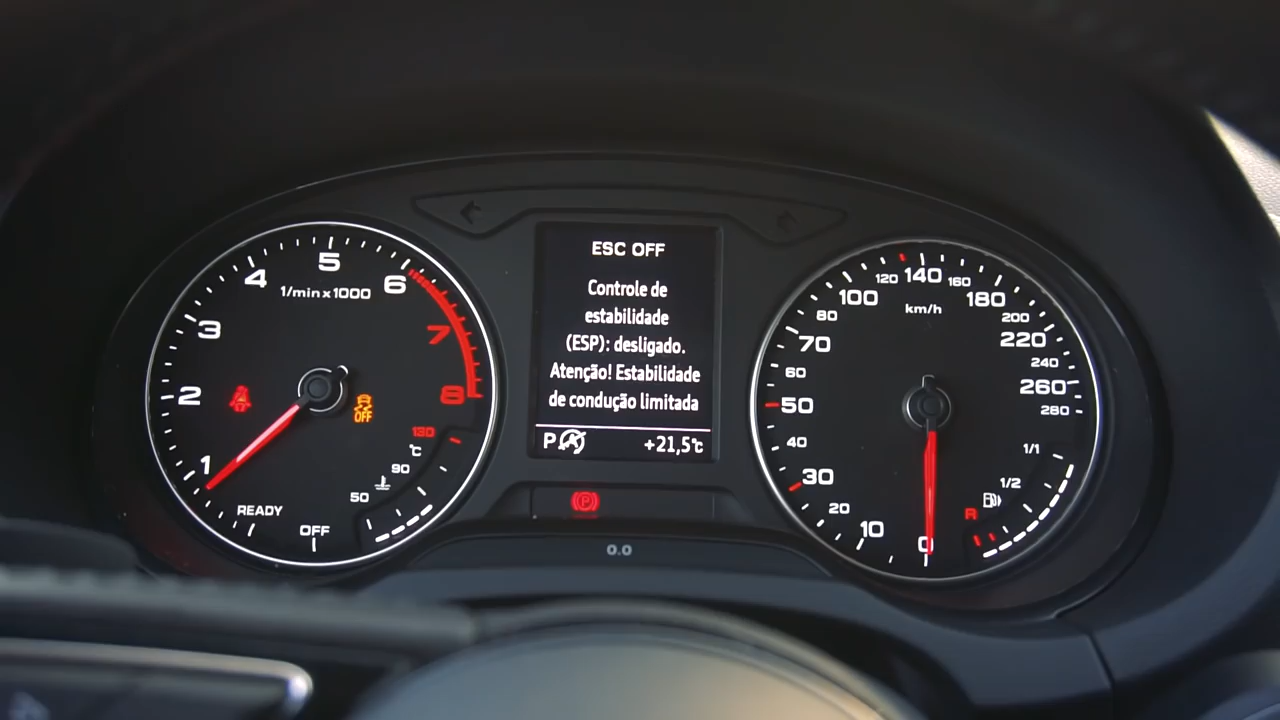 ESC OFF
Controle de
estabilidade
(ESP): desligado.
Atenção! Estabilidade
de condução limitada
P
+21,5°C
0.0
1/min x 1000
OFF
READY
1
2
3
4
5
6
7
8
OFF
50
90
°C
130
km/h
0
10
20
30
40
50
60
70
80
100
120
140
160
180
200
220
240
260
280
1/1
1/2
R
P